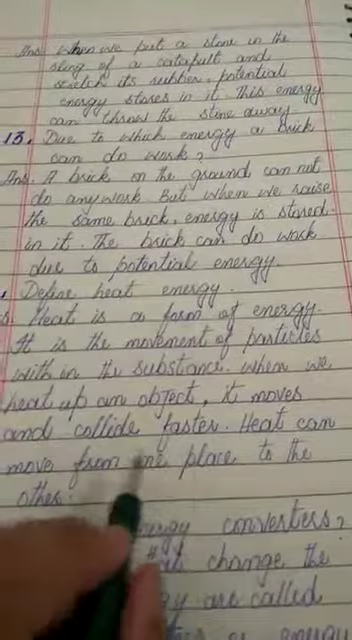 Ans. When we put a stone in the
sling of a catapult and
stretch its rubber, potential
energy stores in it. This energy
can throw the stone away.
13. Due to which energy a brick
can do work?
Ans. A brick on the ground can not
do any work. But when we raise
the same brick, energy is stored
in it. The brick can do work
due to potential energy
Define heat energy.
Heat is a form of energy.
It is the movement of particles
with in the substance. When we
heat up an object, it moves
and collide faster. Heat can
move from one place to the
other.
energy converters?
that change the
are called
energy